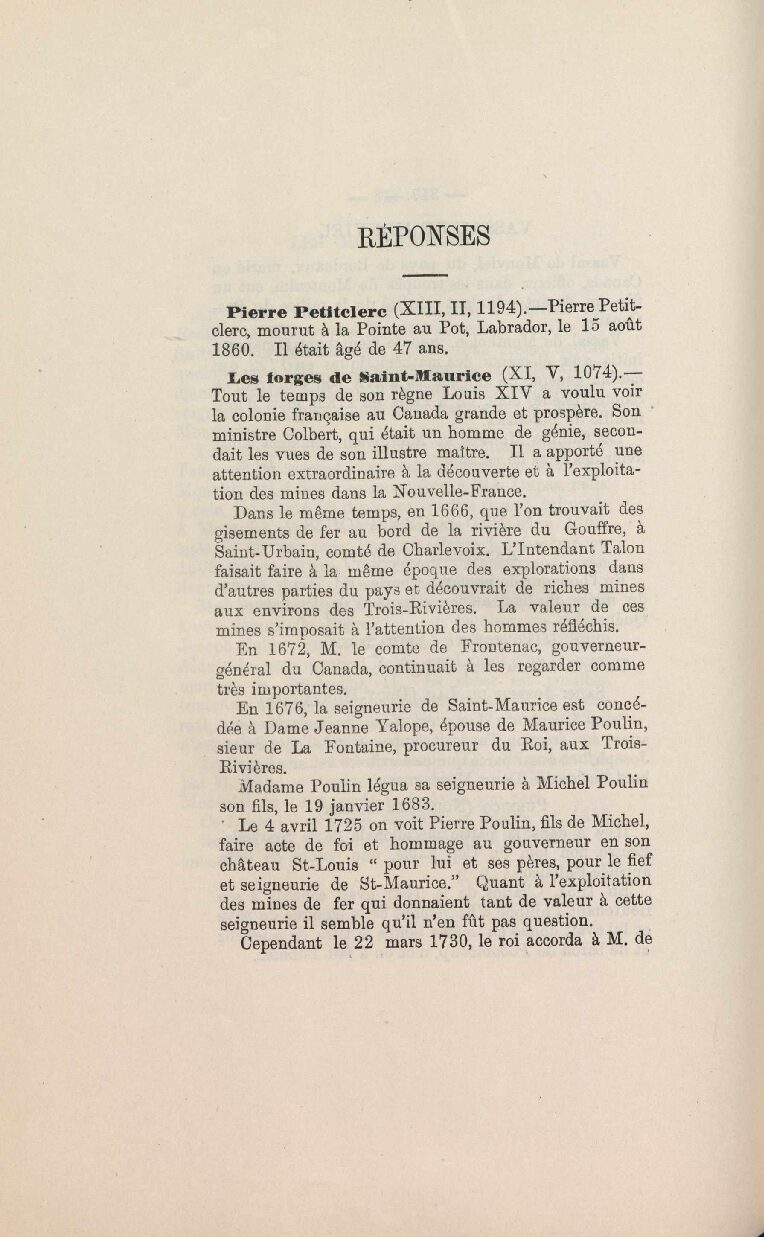 RÉPONSES
Pierre Petitclerc (XIII, II, 1194).—Pierre Petit-
clerc, mourut à la Pointe au Pot, Labrador, le 15 août
1860. Il était âgé de 47 ans.
Les forges de Saint-Maurice (XI, V, 1074).—
Tout le temps de son règne Louis XIV a voulu voir
la colonie française au Canada grande et prospère. Son
ministre Colbert, qui était un homme de génie, secon-
dait les vues de son illustre maître. Il a apporté une
attention extraordinaire à la découverte et à l'exploita-
tion des mines dans la Nouvelle-France.
Dans le même temps, en 1666, que l'on trouvait des
gisements de fer au bord de la rivière du Gouffre, à
Saint-Urbain, comté de Charlevoix. L'Intendant Talon
faisait faire à la même époque des explorations dans
d'autres parties du pays et découvrait de riches mines
aux environs des Trois-Rivières. La valeur de ces
mines s'imposait à l'attention des hommes réfléchis.
En 1672, M. le comte de Frontenac, gouverneur-
général du Canada, continuait à les regarder comme
très importantes.
En 1676, la seigneurie de Saint-Maurice est concé-
dée à Dame Jeanne Yalope, épouse de Maurice Poulin,
sieur de La Fontaine, procureur du Roi, aux Trois-
Rivières.
Madame Poulin légua sa seigneurie à Michel Poulin
son fils, le 19 janvier 1683.
Le 4 avril 1725 on voit Pierre Poulin, fils de Michel,
faire acte de foi et hommage au gouverneur en son
château St-Louis “ pour lui et ses pères, pour le fief
et seigneurie de St-Maurice.” Quant à l'exploitation
des mines de fer qui donnaient tant de valeur à cette
seigneurie il semble qu'il n'en fût pas question.
Cependant le 22 mars 1730, le roi accorda à M. de